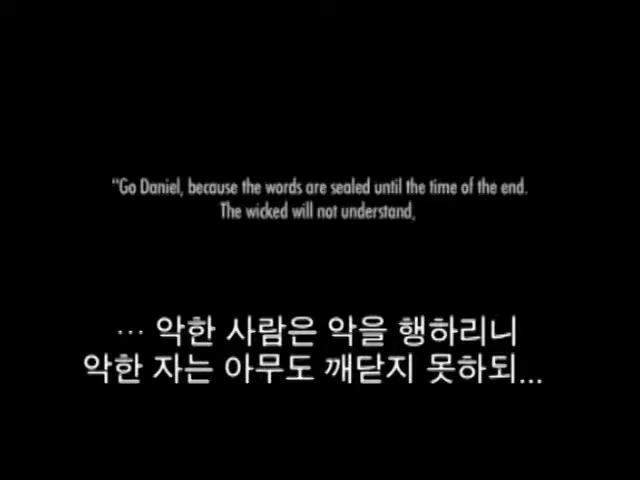 "Go Daniel, because the words are sealed until the time of the end.
The wicked will not understand,
… 악한 사람은 악을 행하리니
악한 자는 아무도 깨닫지 못하되...